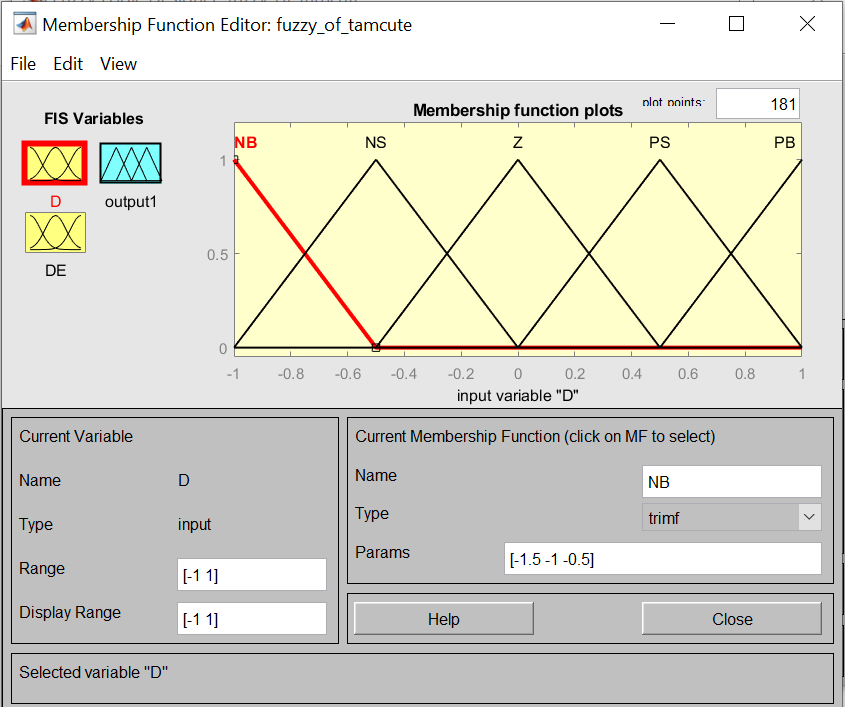 Membership Function Editor: fuzzy_of_tamcute
File Edit View
FIS Variables
D
output1
DE
Membership function plots
plot points:
181
NB NS Z PS PB
1
0.5
0
-1 -0.8 -0.6 -0.4 -0.2 0 0.2 0.4 0.6 0.8 1
input variable "D"
Current Variable
Name D
Type input
Range [-1 1]
Display Range [-1 1]
Current Membership Function (click on MF to select)
Name NB
Type trimf
Params [-1.5 -1 -0.5]
Help Close
Selected variable "D"